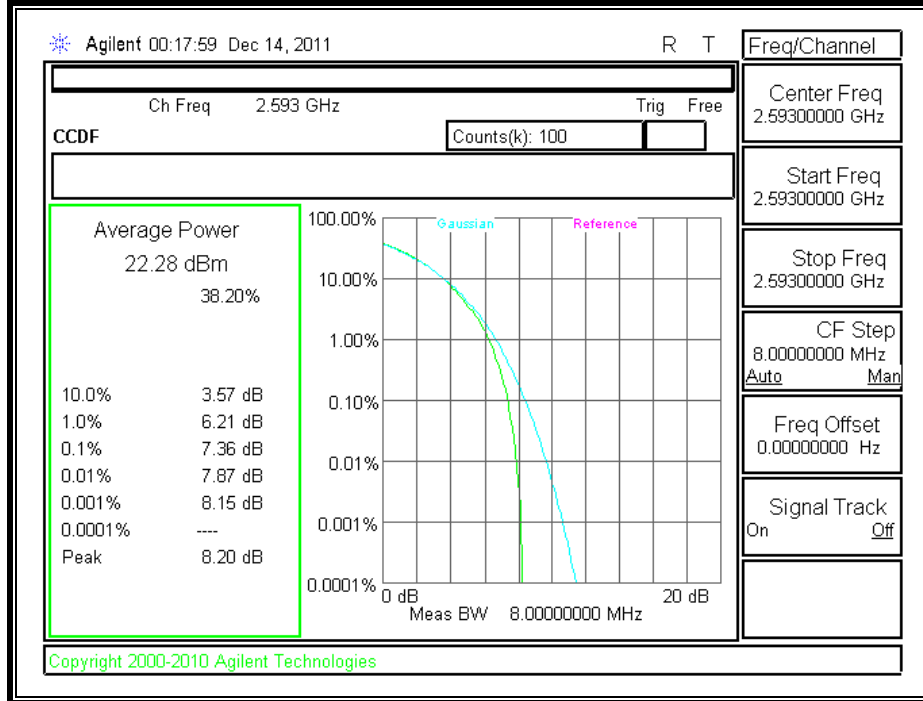 Agilent 00:17:59 Dec 14, 2011 R T
Ch Freq 2.593 GHz Trig Free
CCDF Counts(k): 100
Average Power
22.28 dBm
38.20%
10.0% 3.57 dB
1.0% 6.21 dB
0.1% 7.36 dB
0.01% 7.87 dB
0.001% 8.15 dB
0.0001% ----
Peak 8.20 dB
Gaussian Reference
100.00%
10.00%
1.00%
0.10%
0.01%
0.001%
0.0001%
0 dB 20 dB
Meas BW 8.00000000 MHz
Freq/Channel
Center Freq
2.59300000 GHz
Start Freq
2.59300000 GHz
Stop Freq
2.59300000 GHz
CF Step
8.00000000 MHz
Auto Man
Freq Offset
0.00000000 Hz
Signal Track
On Off
Copyright 2000-2010 Agilent Technologies